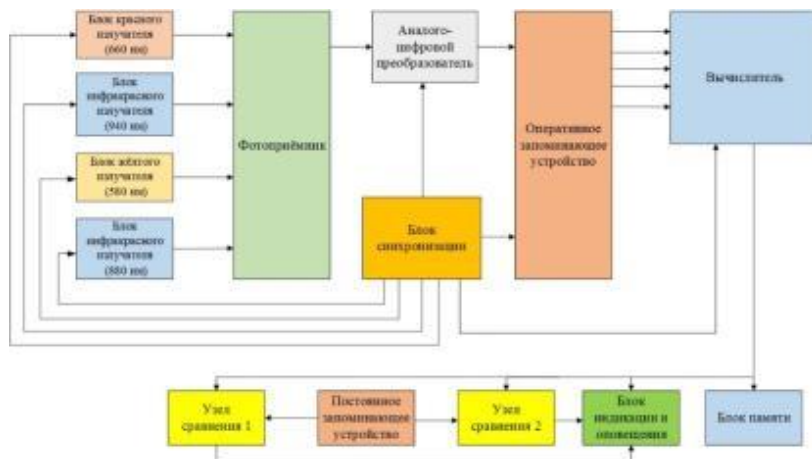 Блок красного
излучателя
(660 нм)
Блок
инфракрасного
излучателя
(940 нм)
Блок жёлтого
излучателя
(580 нм)
Блок
инфракрасного
излучателя
(880 нм)
Фотоприёмник
Аналого-
цифровой
преобразователь
Блок
синхронизации
Оперативное
запоминающее
устройство
Вычислитель
Узел
сравнения 1
Постоянное
запоминающее
устройство
Узел
сравнения 2
Блок
индикации и
оповещения
Блок памяти